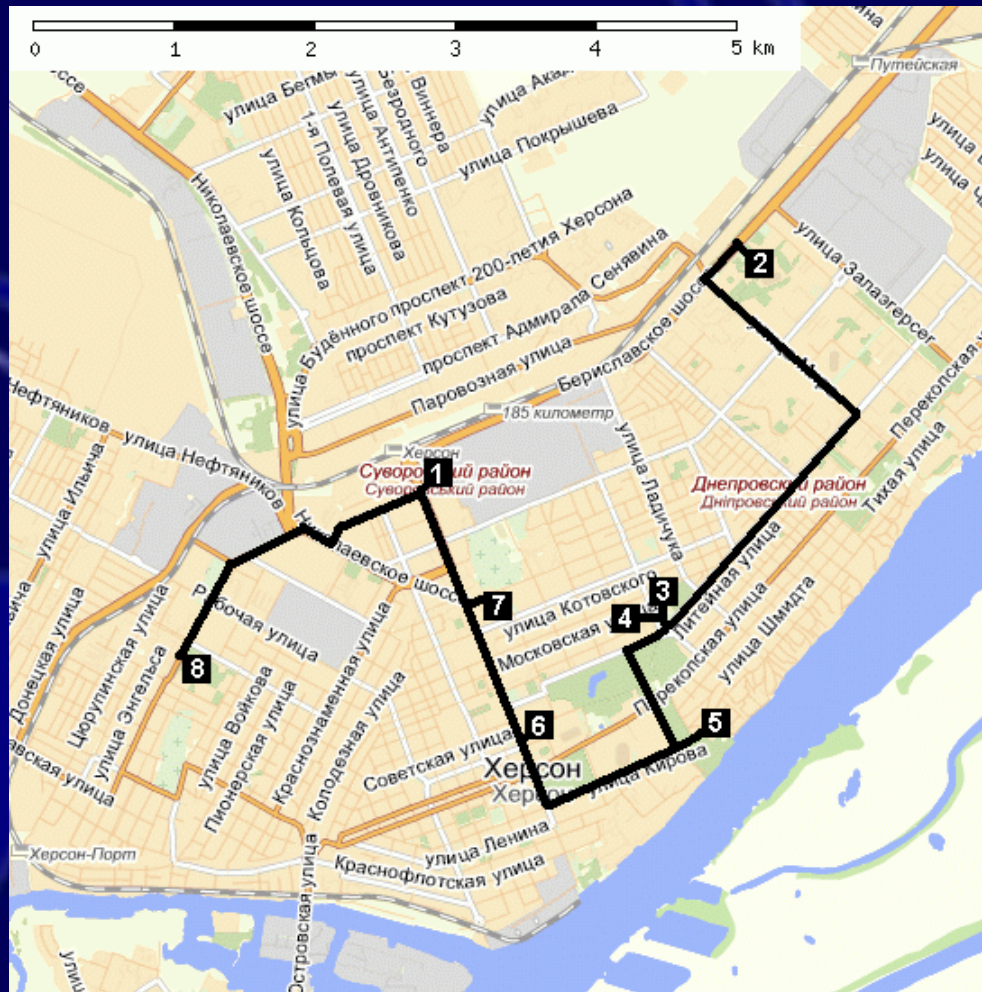 0 1 2 3 4 5 km
Путейская
улица Бегмы
Виннера
Безродного
улица Антипенко
улица Дровникова
1-я Полевая улица
улица Кольцова
улица Покрышева
Николаевское шоссе
проспект 200-летия Херсона
улица Будённого
проспект Кутузова
проспект Адмирала Сенявина
Паровозная улица
Бериславское шоссе
2
улица Залаэгерсег
улица Мира
Перекопская улица
Тихая улица
185 километр
Херсон
1
Суворовский район
Суворовський район
Днепровский район
Дніпровський район
Нефтяников
улица Нефтяников
улица Ильича
улица Ладычука
Николаевское шоссе
7
улица Котовского
3
4
Московская
Литейная улица
Перекопская улица
улица Шмидта
Рабочая улица
8
Донецкая улица
Цюрупинская улица
улица Энгельса
улица Войкова
Пионерская улица
Краснознаменная улица
Колодезная улица
6
5
Советская улица
Херсон
Херсон
улица Кирова
улица Ленина
Краснофлотская улица
Херсон-Порт
Островская улица